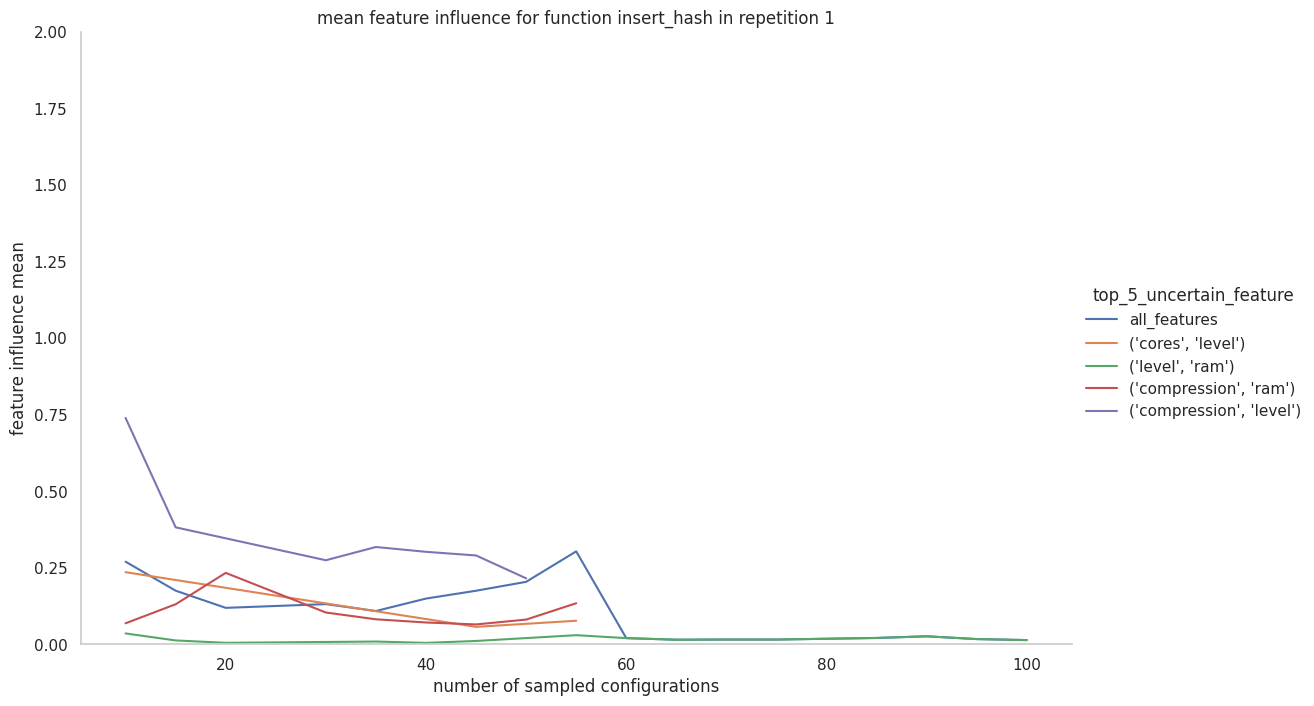 mean feature influence for function insert_hash in repetition 1
2.00
1.75
1.50
1.25
1.00
0.75
0.50
0.25
0.00
feature influence mean
20
40
60
80
100
number of sampled configurations
top_5_uncertain_feature
all_features
('cores', 'level')
('level', 'ram')
('compression', 'ram')
('compression', 'level')